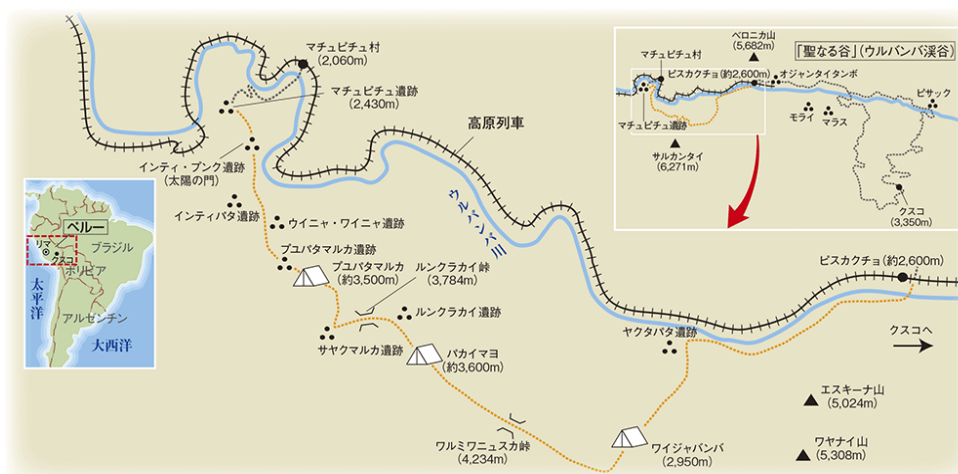 マチュピチュ村
(2,060m)
マチュピチュ遺跡
(2,430m)
高原列車
インティ・プンク遺跡
(太陽の門)
インティパタ遺跡
ウイニャ・ワイニャ遺跡
プユパタマルカ遺跡
プユパタマルカ
(約3,500m)
ルンクラカイ峠
(3,784m)
ルンクラカイ遺跡
サヤクマルカ遺跡
パカイマヨ
(約3,600m)
ワルミワニュスカ峠
(4,234m)
ワイジャバンバ
(2,950m)
ヤクタパタ遺跡
ウルバンバ川
ピスカクチョ(約2,600m)
クスコへ
エスキーナ山
(5,024m)
ワヤナイ山
(5,308m)
「聖なる谷」(ウルバンバ渓谷)
ベロニカ山
(5,682m)
マチュピチュ村
ピスカクチョ(約2,600m)
オジャンタイタンボ
ピサック
マチュピチュ遺跡
モライ
マラス
サルカンタイ
(6,271m)
クスコ
(3,350m)
ペルー
リマ
クスコ
ブラジル
ボリビア
太平洋
アルゼンチン
大西洋